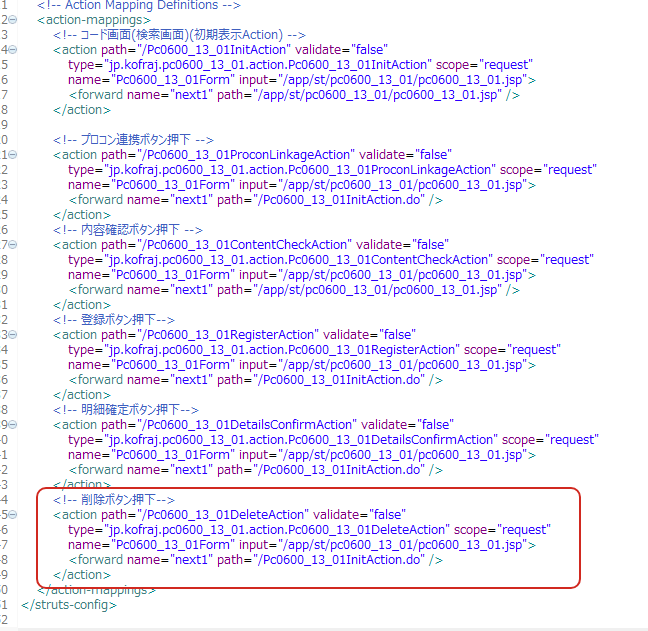 1 <!-- Action Mapping Definitions -->
2 <action-mappings>
3 <!-- コード画面(検索画面)(初期表示Action) -->
4 <action path="/Pc0600_13_01InitAction" validate="false"
5 type="jp.kofraj.pc0600_13_01.action.Pc0600_13_01InitAction" scope="request"
6 name="Pc0600_13_01Form" input="/app/st/pc0600_13_01/pc0600_13_01.jsp">
7 <forward name="next1" path="/app/st/pc0600_13_01/pc0600_13_01.jsp" />
8 </action>
9
0 <!-- プロコン連携ボタン押下 -->
1 <action path="/Pc0600_13_01ProconLinkageAction" validate="false"
2 type="jp.kofraj.pc0600_13_01.action.Pc0600_13_01ProconLinkageAction" scope="request"
3 name="Pc0600_13_01Form" input="/app/st/pc0600_13_01/pc0600_13_01.jsp">
4 <forward name="next1" path="/Pc0600_13_01InitAction.do" />
5 </action>
6 <!-- 内容確認ボタン押下 -->
7 <action path="/Pc0600_13_01ContentCheckAction" validate="false"
8 type="jp.kofraj.pc0600_13_01.action.Pc0600_13_01ContentCheckAction" scope="request"
9 name="Pc0600_13_01Form" input="/app/st/pc0600_13_01/pc0600_13_01.jsp">
0 <forward name="next1" path="/app/st/pc0600_13_01/pc0600_13_01.jsp" />
1 </action>
2 <!-- 登録ボタン押下-->
3 <action path="/Pc0600_13_01RegisterAction" validate="false"
4 type="jp.kofraj.pc0600_13_01.action.Pc0600_13_01RegisterAction" scope="request"
5 name="Pc0600_13_01Form" input="/app/st/pc0600_13_01/pc0600_13_01.jsp">
6 <forward name="next1" path="/Pc0600_13_01InitAction.do" />
7 </action>
8 <!-- 明細確定ボタン押下-->
9 <action path="/Pc0600_13_01DetailsConfirmAction" validate="false"
0 type="jp.kofraj.pc0600_13_01.action.Pc0600_13_01DetailsConfirmAction" scope="request"
1 name="Pc0600_13_01Form" input="/app/st/pc0600_13_01/pc0600_13_01.jsp">
2 <forward name="next1" path="/Pc0600_13_01InitAction.do" />
3 </action>
4 <!-- 削除ボタン押下-->
5 <action path="/Pc0600_13_01DeleteAction" validate="false"
6 type="jp.kofraj.pc0600_13_01.action.Pc0600_13_01DeleteAction" scope="request"
7 name="Pc0600_13_01Form" input="/app/st/pc0600_13_01/pc0600_13_01.jsp">
8 <forward name="next1" path="/Pc0600_13_01InitAction.do" />
9 </action>
0 </action-mappings>
1 </struts-config>
2